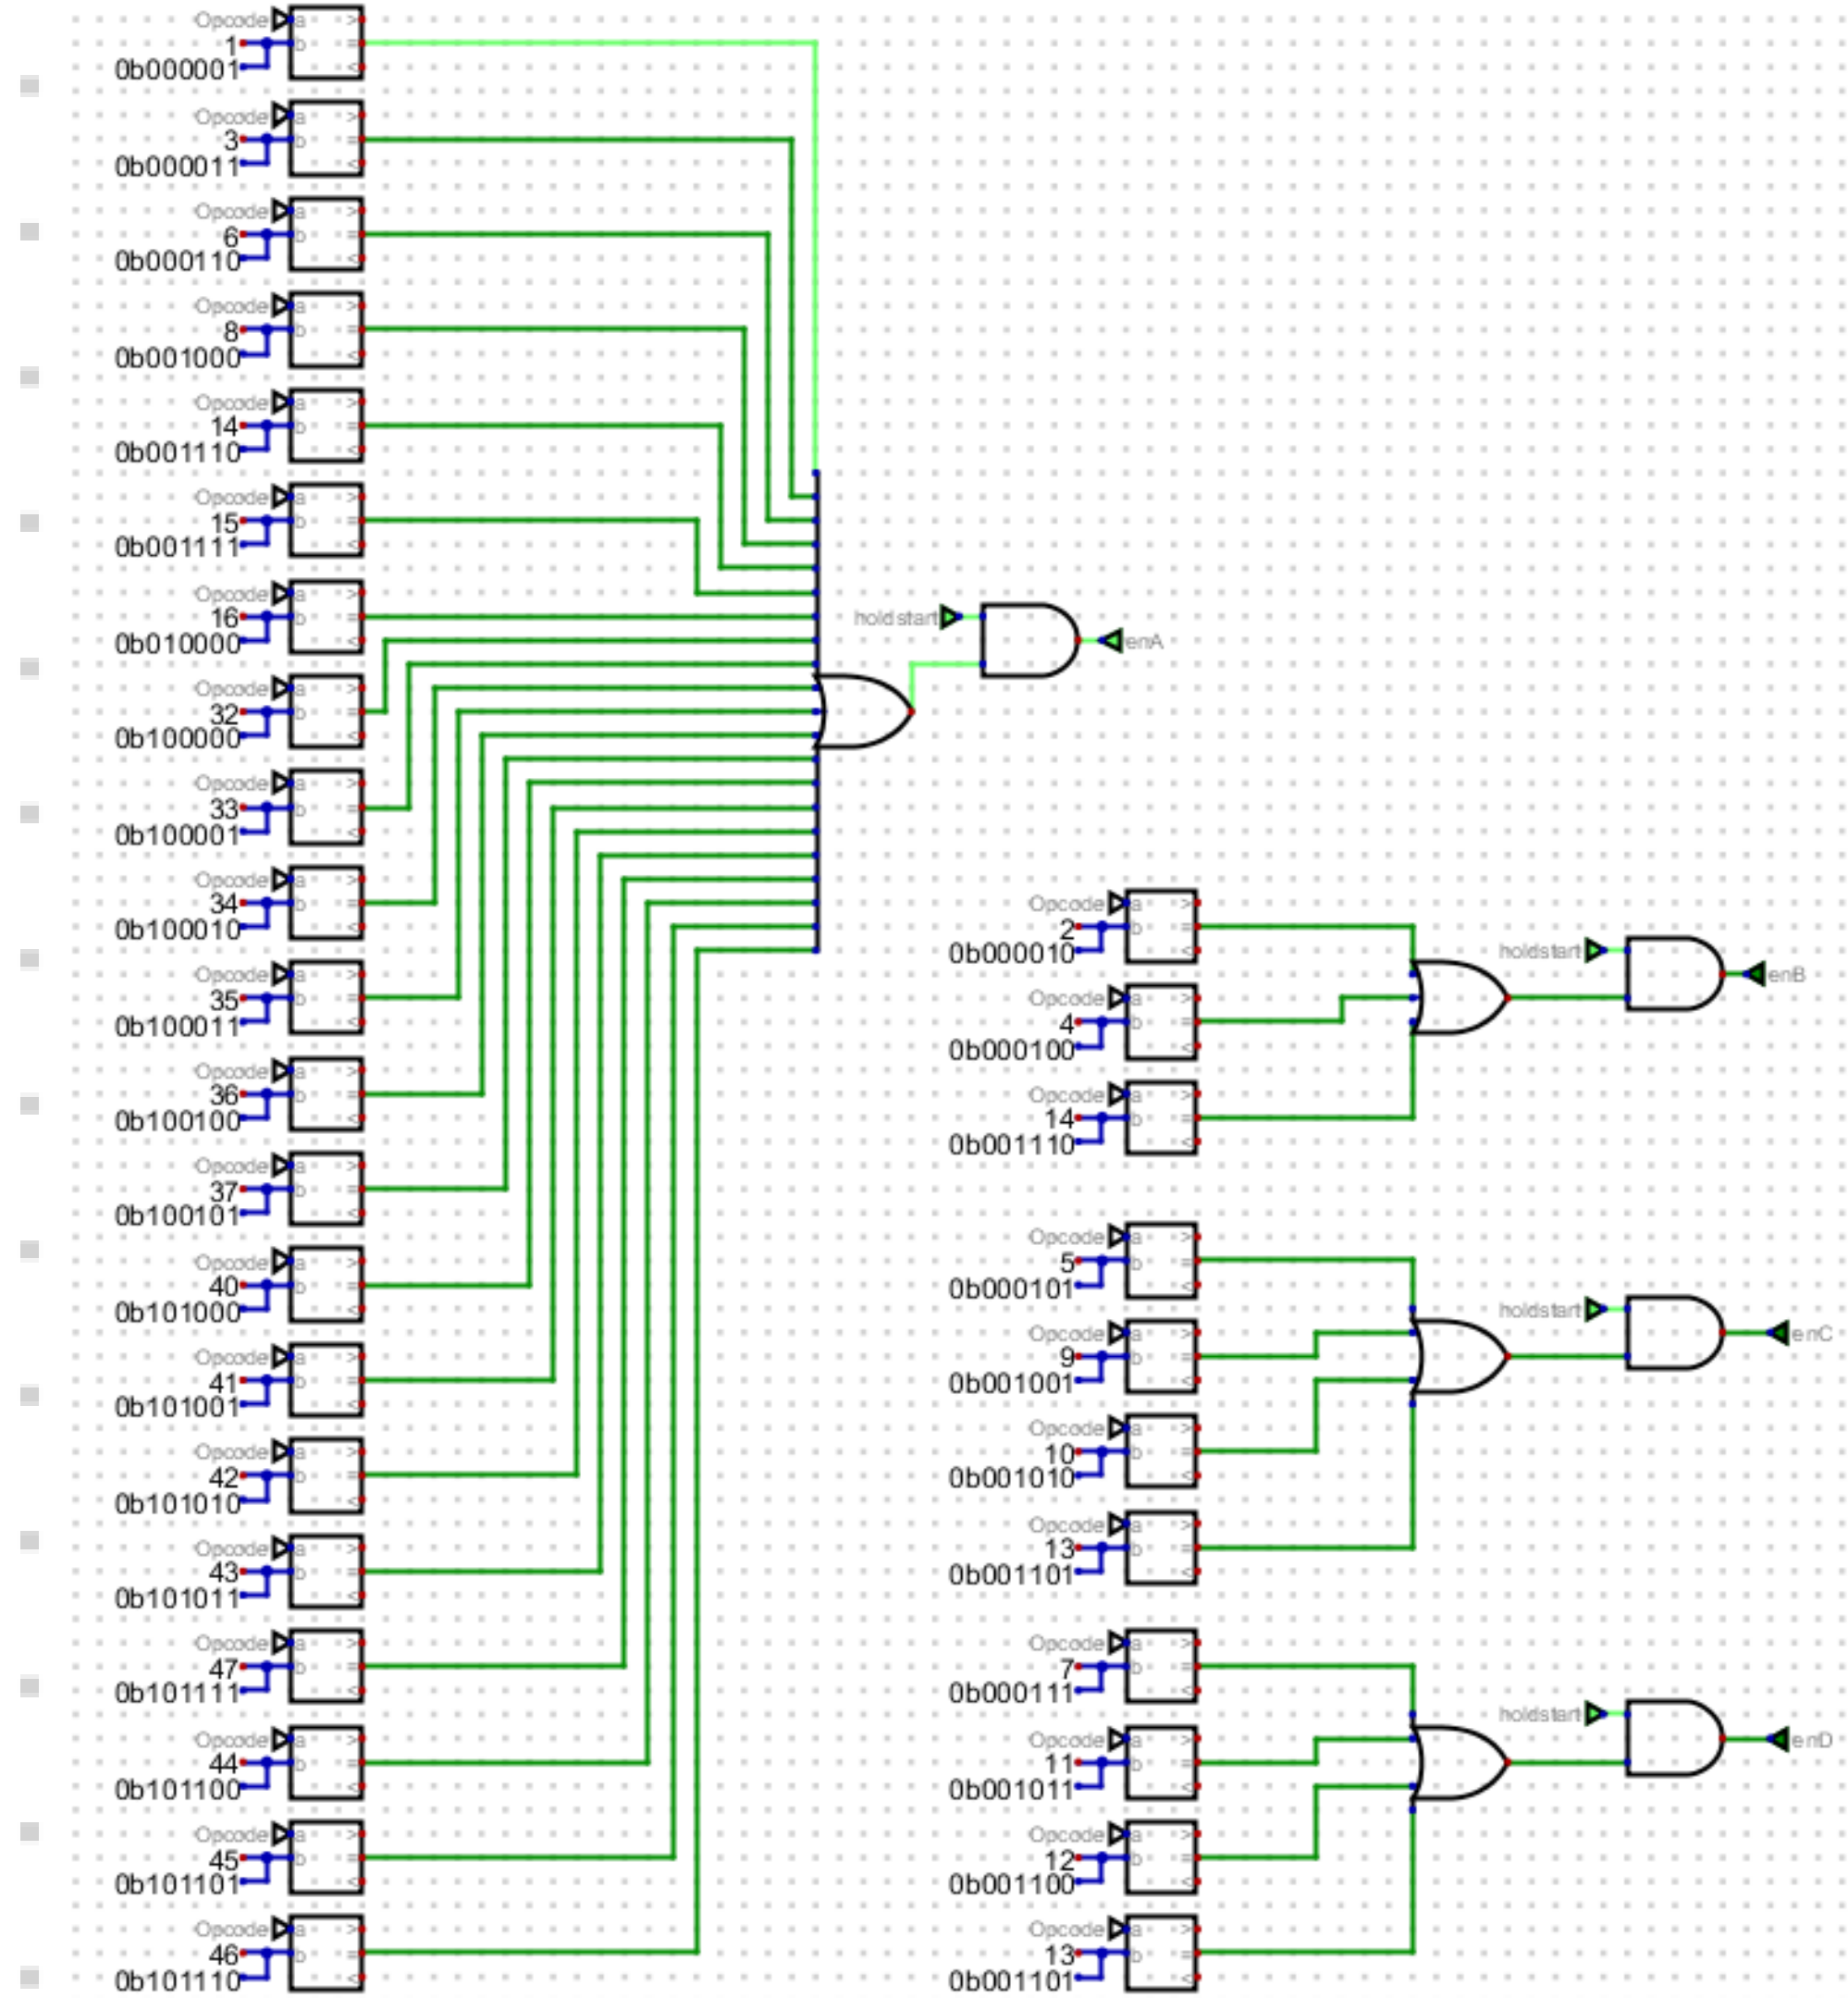 Opcode a >
1 b =
0b000001 <
Opcode a >
3 b =
0b000011 <
Opcode a >
6 b =
0b000110 <
Opcode a >
8 b =
0b001000 <
Opcode a >
14 b =
0b001110 <
Opcode a >
15 b =
0b001111 <
Opcode a >
16 b =
0b010000 <
holdstart
enA
Opcode a >
32 b =
0b100000 <
Opcode a >
33 b =
0b100001 <
Opcode a >
34 b =
0b100010 <
Opcode a >
35 b =
0b100011 <
Opcode a >
36 b =
0b100100 <
Opcode a >
37 b =
0b100101 <
Opcode a >
40 b =
0b101000 <
Opcode a >
41 b =
0b101001 <
Opcode a >
42 b =
0b101010 <
Opcode a >
43 b =
0b101011 <
Opcode a >
47 b =
0b101111 <
Opcode a >
44 b =
0b101100 <
Opcode a >
45 b =
0b101101 <
Opcode a >
46 b =
0b101110 <
Opcode a >
2 b =
0b000010 <
holdstart
enB
Opcode a >
4 b =
0b000100 <
Opcode a >
14 b =
0b001110 <
Opcode a >
5 b =
0b000101 <
holdstart
enC
Opcode a >
9 b =
0b001001 <
Opcode a >
10 b =
0b001010 <
Opcode a >
13 b =
0b001101 <
Opcode a >
7 b =
0b000111 <
holdstart
enD
Opcode a >
11 b =
0b001011 <
Opcode a >
12 b =
0b001100 <
Opcode a >
13 b =
0b001101 <